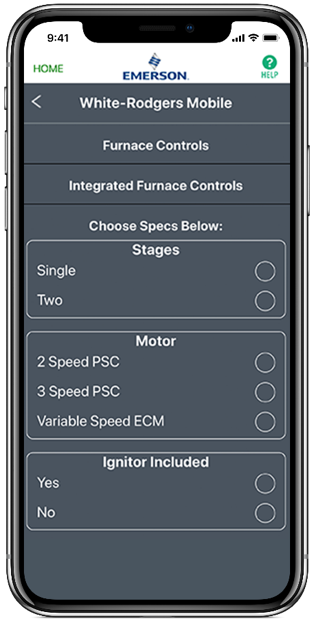 9:41
HOME
EMERSON.
HELP
White-Rodgers Mobile
Furnace Controls
Integrated Furnace Controls
Choose Specs Below:
Stages
Single
Two
Motor
2 Speed PSC
3 Speed PSC
Variable Speed ECM
Ignitor Included
Yes
No